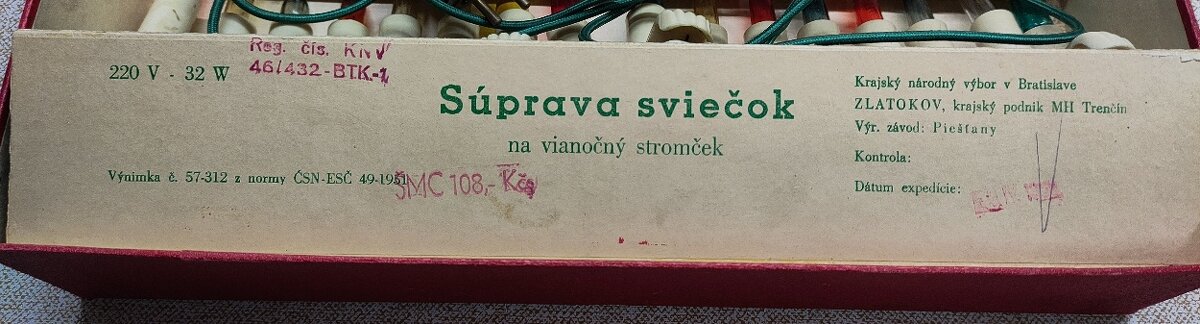 220 V - 32 W
Reg. čís. KNV
46/432-BTK-1
Súprava sviečok
na vianočný stromček
Výnimka č. 57-312 z normy ČSN-ESČ 49-1951
SMC 108,- Kčs
Krajský národný výbor v Bratislave
ZLATOKOV, krajský podnik MH Trenčín
Výr. závod: Piešťany
Kontrola:
Dátum expedície: